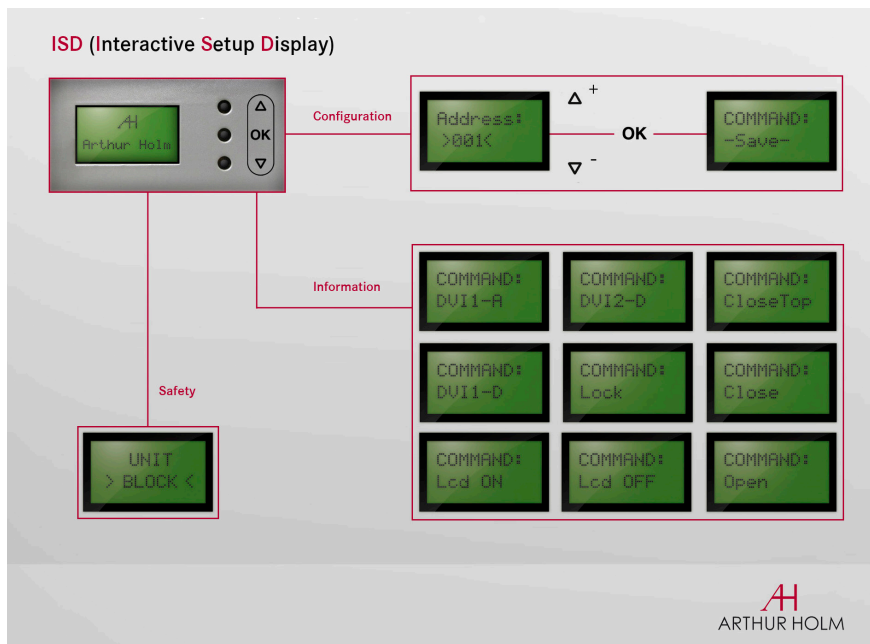 ISD (Interactive Setup Display)
AH
Arthur Holm
OK
Configuration
Address:
>001<
+
OK
-
COMMAND:
-Save-
Information
COMMAND:
DVI1-A
COMMAND:
DVI2-D
COMMAND:
CloseTop
COMMAND:
DVI1-D
COMMAND:
Lock
COMMAND:
Close
COMMAND:
Lcd ON
COMMAND:
Lcd OFF
COMMAND:
Open
Safety
UNIT
> BLOCK <
AH
ARTHUR HOLM